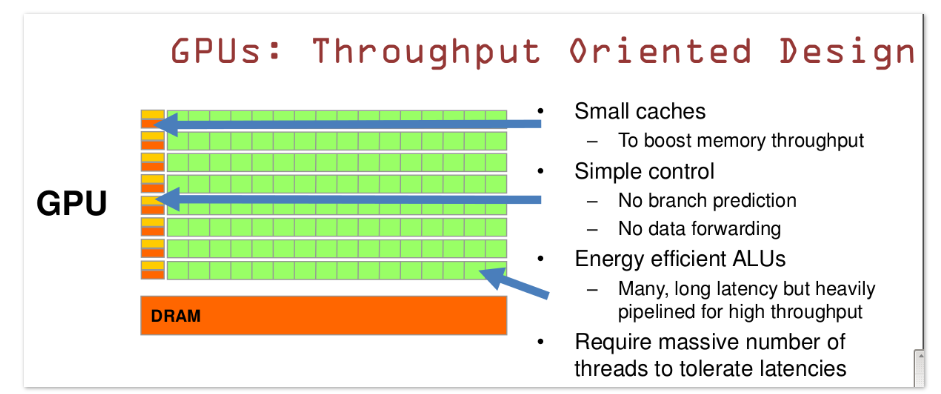 GPUs: Throughput Oriented Design
GPU
DRAM
• Small caches
– To boost memory throughput
• Simple control
– No branch prediction
– No data forwarding
• Energy efficient ALUs
– Many, long latency but heavily
pipelined for high throughput
• Require massive number of
threads to tolerate latencies